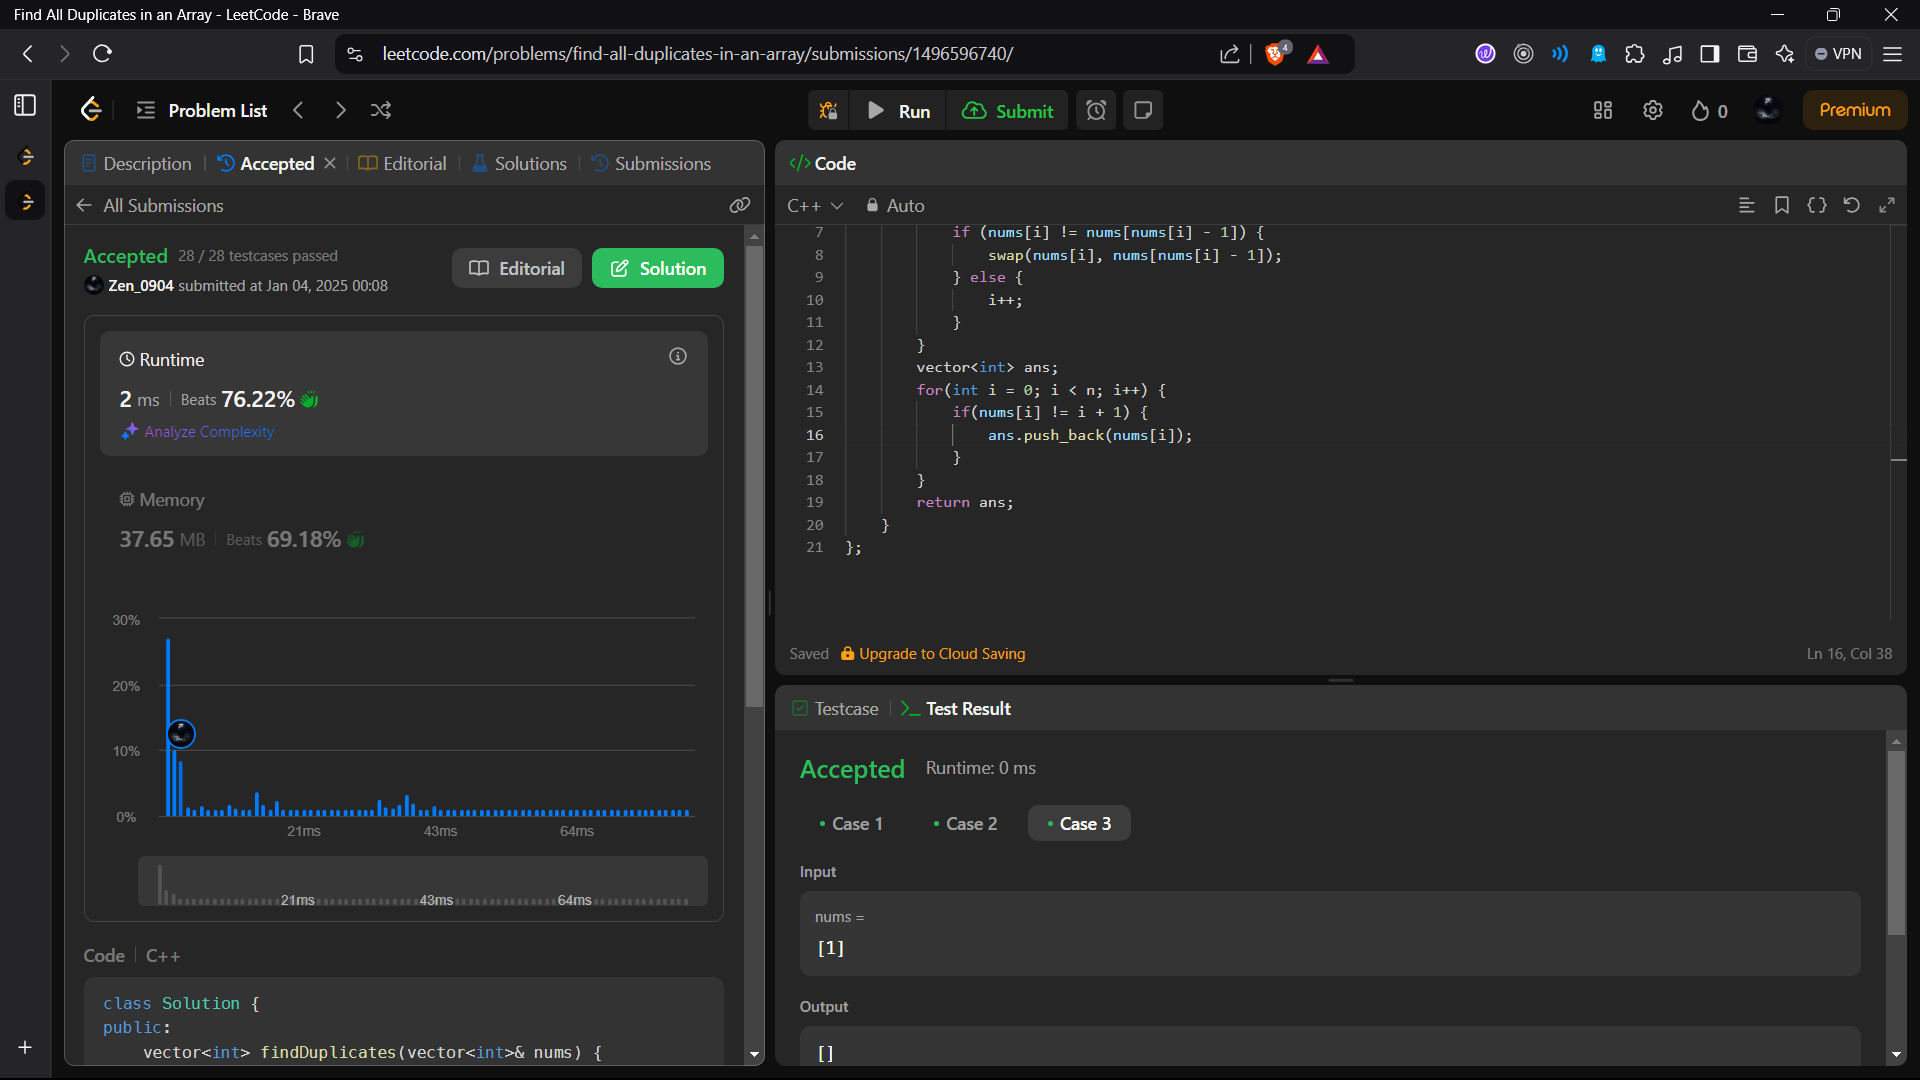 Find All Duplicates in an Array - LeetCode - Brave
leetcode.com/problems/find-all-duplicates-in-an-array/submissions/1496596740/
4
VPN
Problem List
Run
Submit
0
Premium
Description
Accepted
Editorial
Solutions
Submissions
All Submissions
Accepted 28 / 28 testcases passed
Zen_0904 submitted at Jan 04, 2025 00:08
Editorial
Solution
Runtime
2 ms Beats 76.22%
Analyze Complexity
Memory
37.65 MB Beats 69.18%
30%
20%
10%
0%
21ms 43ms 64ms
21ms 43ms 64ms
Code C++
class Solution {
public:
vector<int> findDuplicates(vector<int>& nums) {
</> Code
C++ Auto
7 if (nums[i] != nums[nums[i] - 1]) {
8 swap(nums[i], nums[nums[i] - 1]);
9 } else {
10 i++;
11 }
12 }
13 vector<int> ans;
14 for(int i = 0; i < n; i++) {
15 if(nums[i] != i + 1) {
16 ans.push_back(nums[i]);
17 }
18 }
19 return ans;
20 }
21 };
Saved Upgrade to Cloud Saving
Ln 16, Col 38
Testcase
Test Result
Accepted Runtime: 0 ms
Case 1
Case 2
Case 3
Input
nums =
[1]
Output
[]